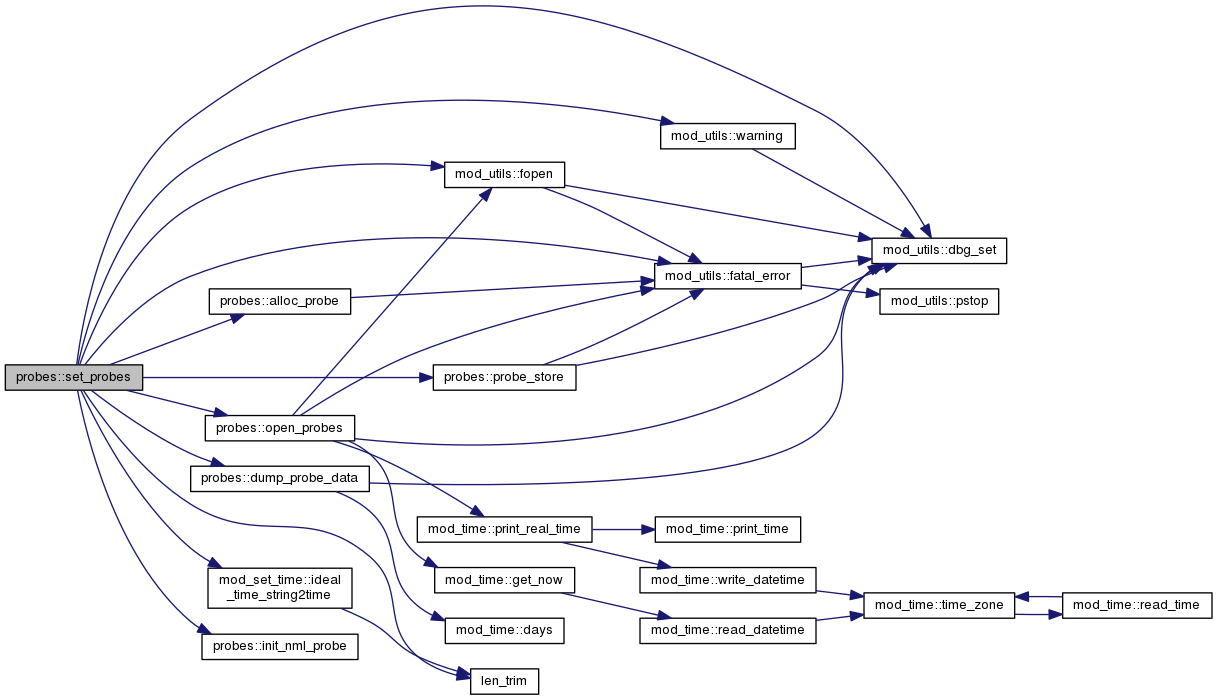 mod_utils::warning
mod_utils::fopen
mod_utils::dbg_set
mod_utils::fatal_error
probes::alloc_probe
mod_utils::pstop
probes::set_probes
probes::probe_store
probes::open_probes
probes::dump_probe_data
mod_time::print_real_time
mod_time::print_time
mod_set_time::ideal
_time_string2time
mod_time::get_now
mod_time::write_datetime
mod_time::time_zone
mod_time::read_time
mod_time::days
mod_time::read_datetime
probes::init_nml_probe
len_trim